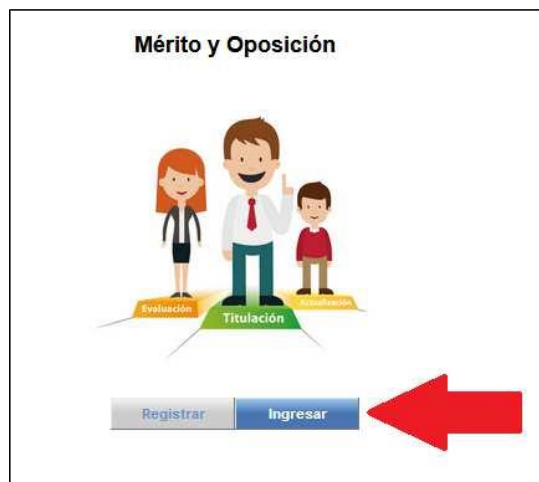 Mérito y Oposición
Evaluación
Titulación
Actualización
Registrar
Ingresar